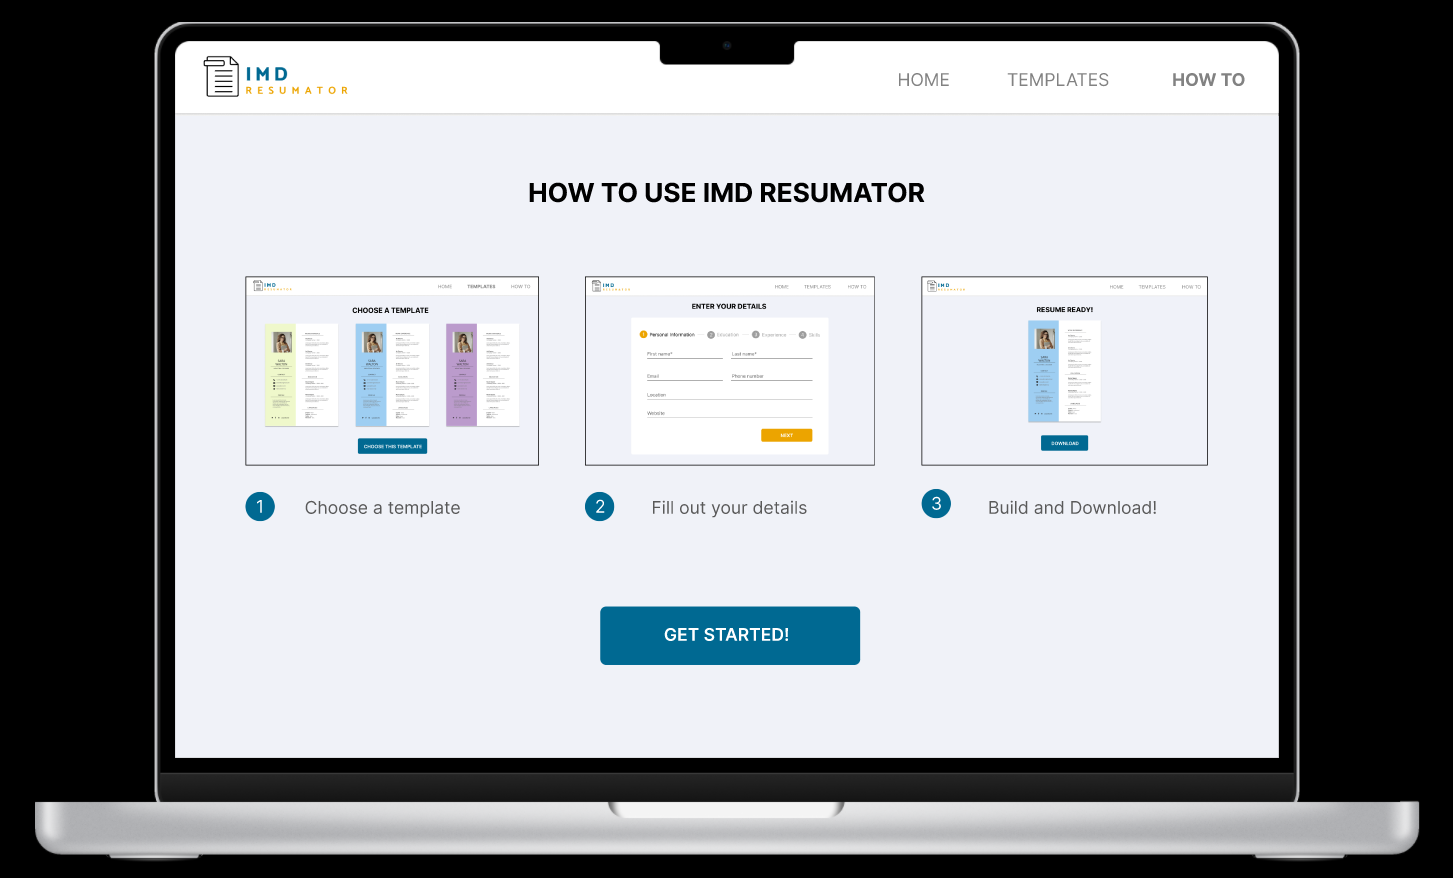 IMD
RESUMATOR
HOME TEMPLATES HOW TO
HOW TO USE IMD RESUMATOR
IMD
RESUMATOR
HOME TEMPLATES HOW TO
CHOOSE A TEMPLATE
CHOOSE THIS TEMPLATE
1 Choose a template
IMD
RESUMATOR
HOME TEMPLATES HOW TO
ENTER YOUR DETAILS
1 Personal Information 2 Education 3 Experience 4 Skills
First name* Last name*
Email Phone number
Location
Website
NEXT
2 Fill out your details
IMD
RESUMATOR
HOME TEMPLATES HOW TO
RESUME READY!
DOWNLOAD
3 Build and Download!
GET STARTED!